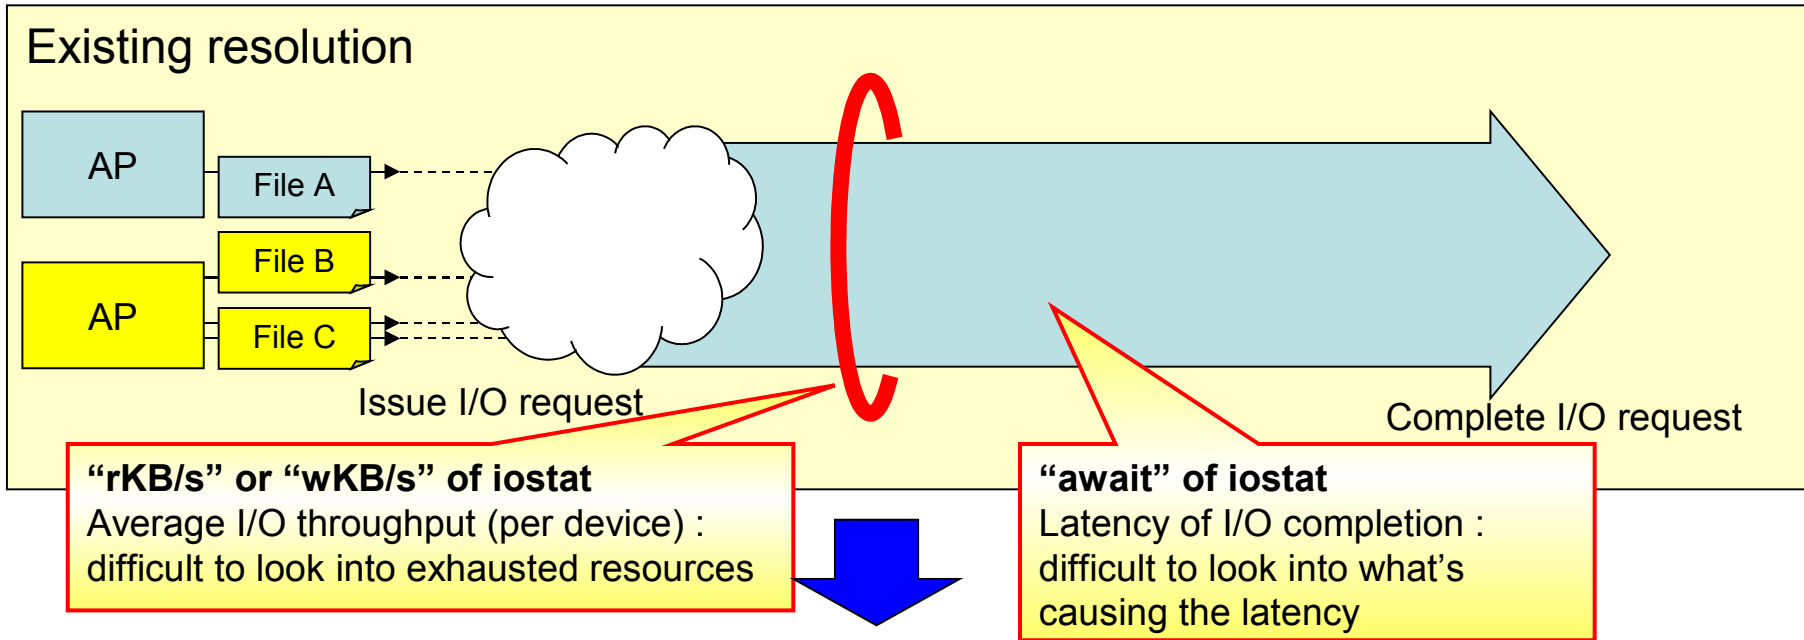 Existing resolution
AP
File A
File B
AP
File C
Issue I/O request
Complete I/O request
“rKB/s” or “wKB/s” of iostat
Average I/O throughput (per device) :
difficult to look into exhausted resources
“await” of iostat
Latency of I/O completion :
difficult to look into what’s
causing the latency